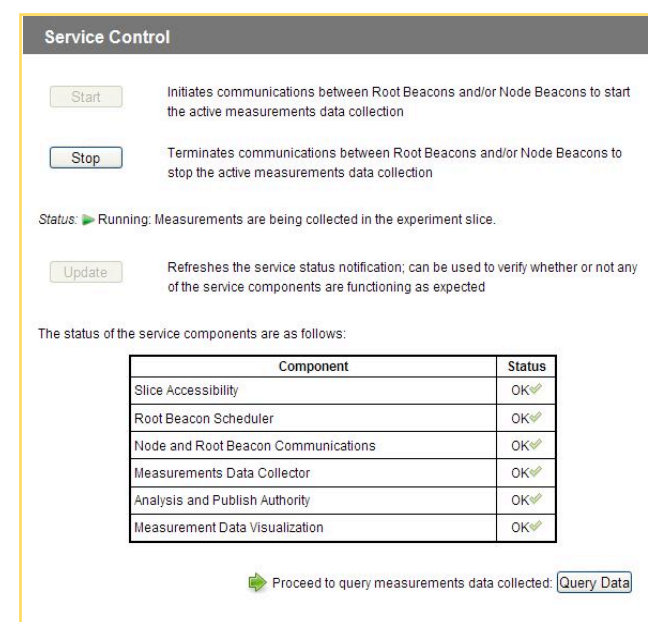 Service Control
Start
Initiates communications between Root Beacons and/or Node Beacons to start
the active measurements data collection
Stop
Terminates communications between Root Beacons and/or Node Beacons to
stop the active measurements data collection
Status: Running: Measurements are being collected in the experiment slice.
Update
Refreshes the service status notification; can be used to verify whether or not any
of the service components are functioning as expected
The status of the service components are as follows:
Component Status
Slice Accessibility OK
Root Beacon Scheduler OK
Node and Root Beacon Communications OK
Measurements Data Collector OK
Analysis and Publish Authority OK
Measurement Data Visualization OK
Proceed to query measurements data collected: Query Data